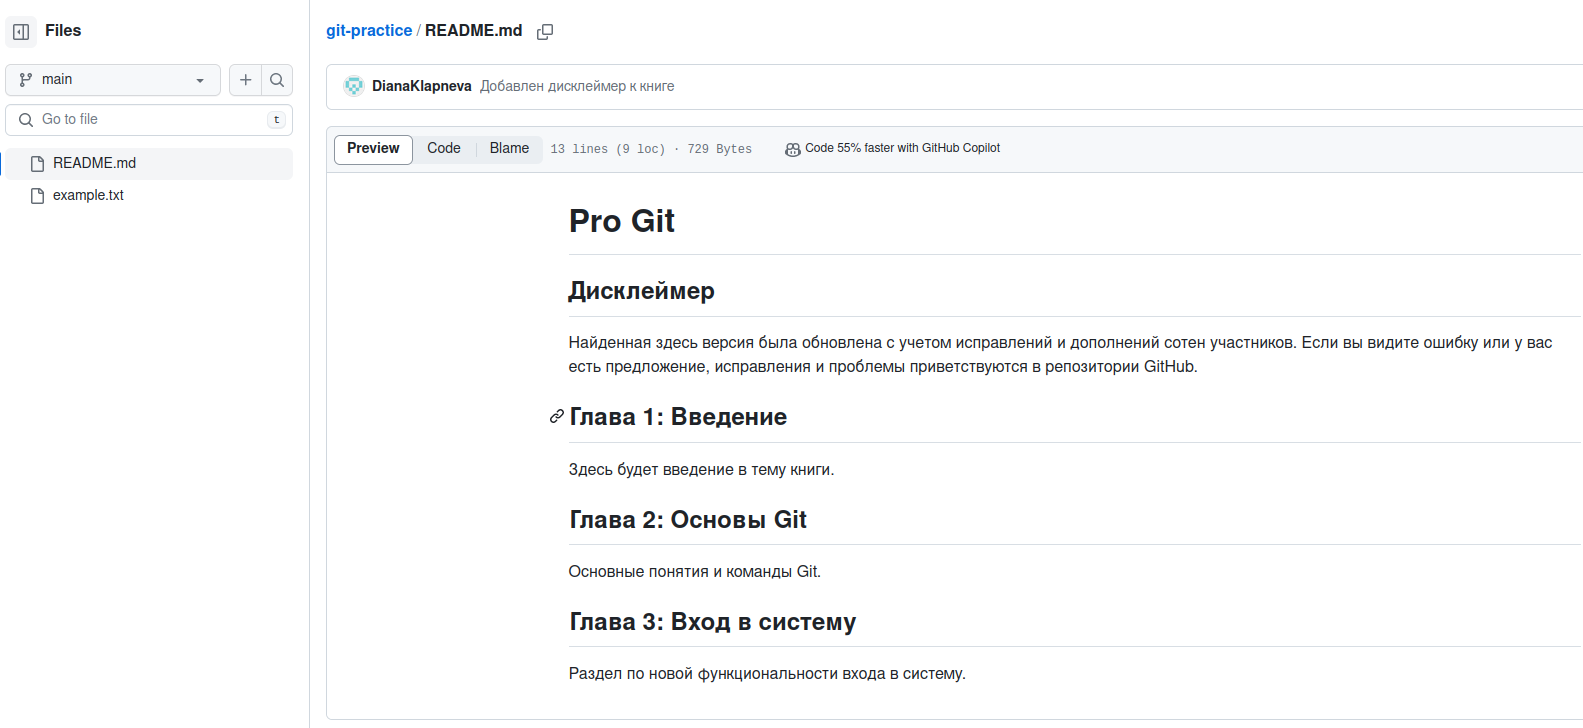 Files
main
Go to file
t
README.md
example.txt
git-practice / README.md
DianaKlapneva Добавлен дисклеймер к книге
Preview Code Blame 13 lines (9 loc) · 729 Bytes Code 55% faster with GitHub Copilot
Pro Git
Дисклеймер
Найденная здесь версия была обновлена с учетом исправлений и дополнений сотен участников. Если вы видите ошибку или у вас
есть предложение, исправления и проблемы приветствуются в репозитории GitHub.
Глава 1: Введение
Здесь будет введение в тему книги.
Глава 2: Основы Git
Основные понятия и команды Git.
Глава 3: Вход в систему
Раздел по новой функциональности входа в систему.